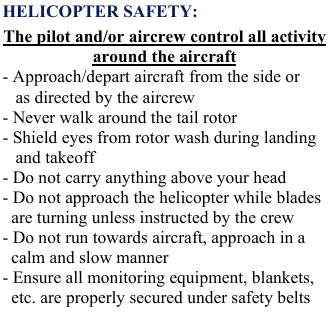 HELICOPTER SAFETY:
The pilot and/or aircrew control all activity
around the aircraft
- Approach/depart aircraft from the side or
as directed by the aircrew
- Never walk around the tail rotor
- Shield eyes from rotor wash during landing
and takeoff
- Do not carry anything above your head
- Do not approach the helicopter while blades
are turning unless instructed by the crew
- Do not run towards aircraft, approach in a
calm and slow manner
- Ensure all monitoring equipment, blankets,
etc. are properly secured under safety belts